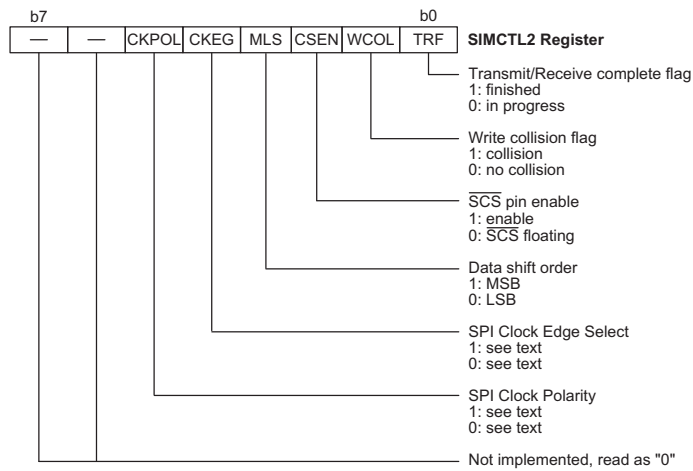 b7 b0
— — CKPOL CKEG MLS CSEN WCOL TRF SIMCTL2 Register
Transmit/Receive complete flag
1: finished
0: in progress
Write collision flag
1: collision
0: no collision
SCS pin enable
1: enable
0: SCS floating
Data shift order
1: MSB
0: LSB
SPI Clock Edge Select
1: see text
0: see text
SPI Clock Polarity
1: see text
0: see text
Not implemented, read as "0"